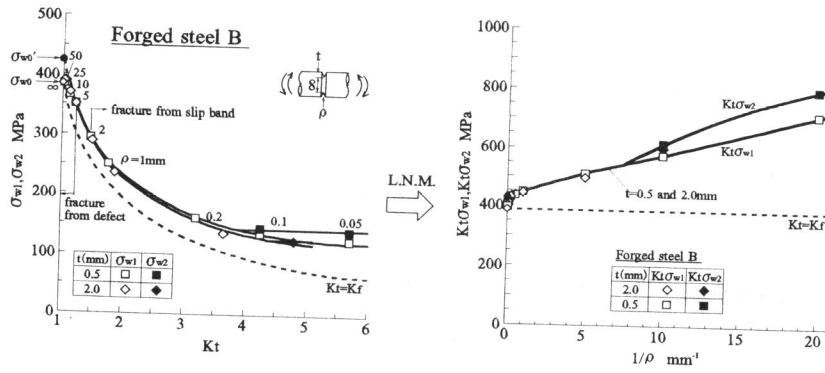 Forged steel B
500
400
300
200
100
0
σw1,σw2 MPa
σw0'
σw0
∞
50
25
10
5
2
ρ=1mm
0.2
0.1
0.05
t
8
ρ
fracture from slip band
fracture
from defect
t(mm) σw1 σw2
0.5
2.0
Kt=Kf
1 2 3 4 5 6
Kt
L.N.M.
1000
800
600
400
200
0
Ktσw1,Ktσw2 MPa
Ktσw2
Ktσw1
t=0.5 and 2.0mm
Kt=Kf
Forged steel B
t(mm) Ktσw1 Ktσw2
2.0
0.5
0 10 20
1/ρ mm⁻¹